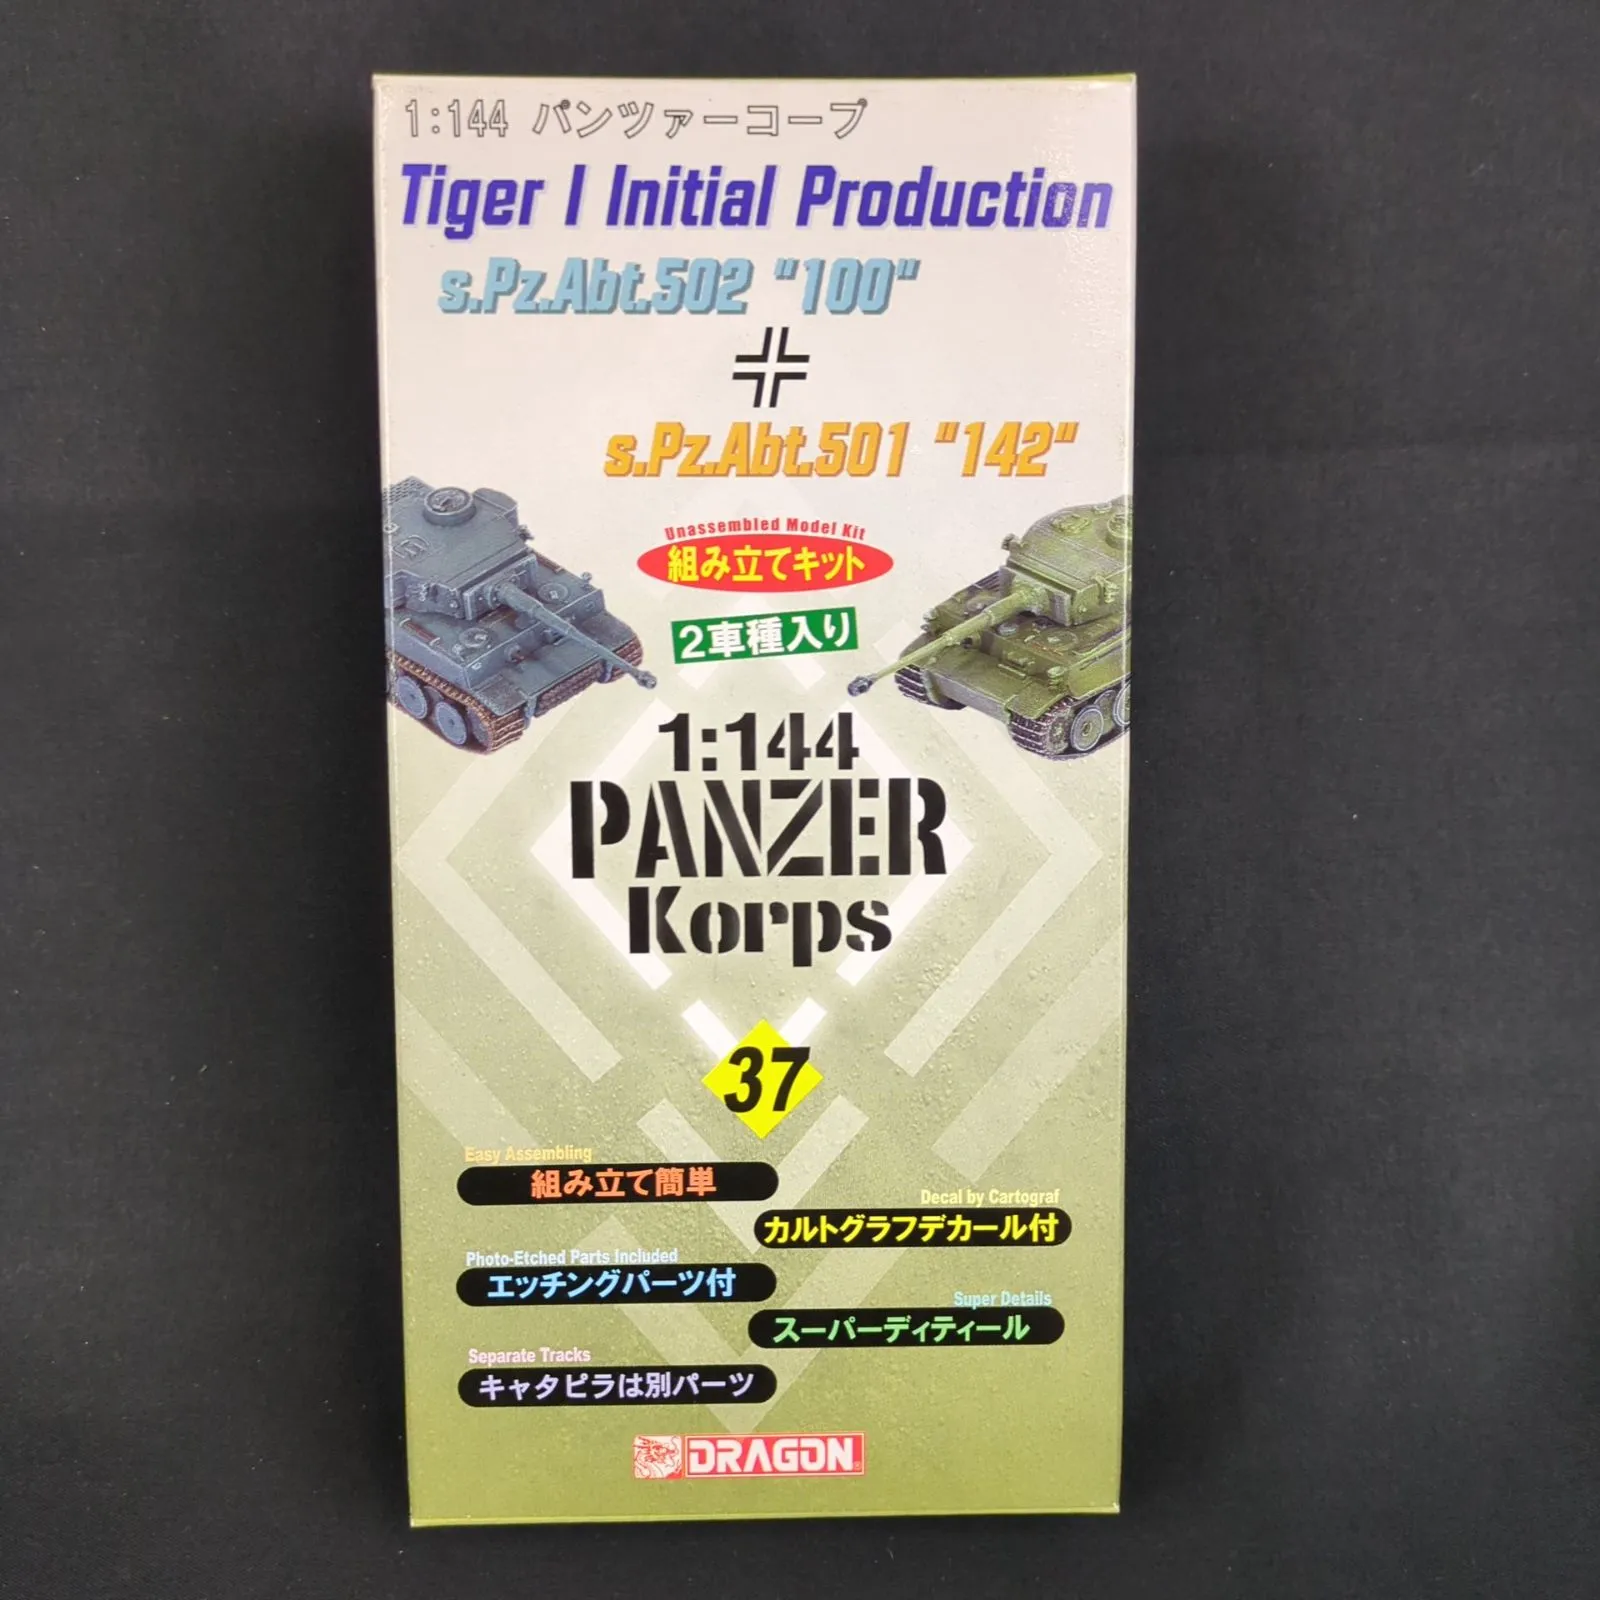 1:144 パンツァーコープ
Tiger I Initial Production
s.Pz.Abt.502 "100"
s.Pz.Abt.501 "142"
Unassembled Model Kit
組み立てキット
2車種入り
1:144
PANZER
Korps
37
Easy Assembling
組み立て簡単
Decal by Cartograf
カルトグラフデカール付
Photo-Etched Parts Included
エッチングパーツ付
Super Details
スーパーディティール
Separate Tracks
キャタピラは別パーツ
DRAGON